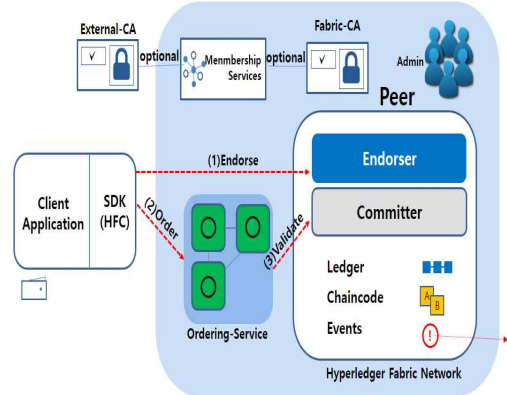 External-CA
Fabric-CA
optional
Menmbership
Services
optional
Admin
Peer
(1)Endorse
Endorser
Client
Application
SDK
(HFC)
(2)Order
Committer
(3)Validate
Ledger
Chaincode
A
B
Events
!
Ordering-Service
Hyperledger Fabric Network